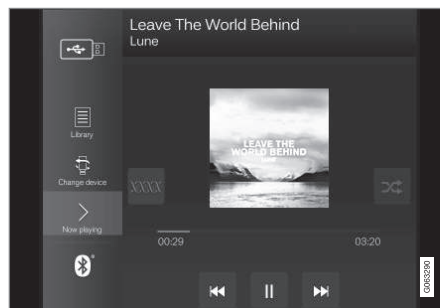 Leave The World Behind
Lune
Library
Change device
Now playing
LEAVE THE
WORLD BEHIND
XXXX
00:29
03:20
G063290